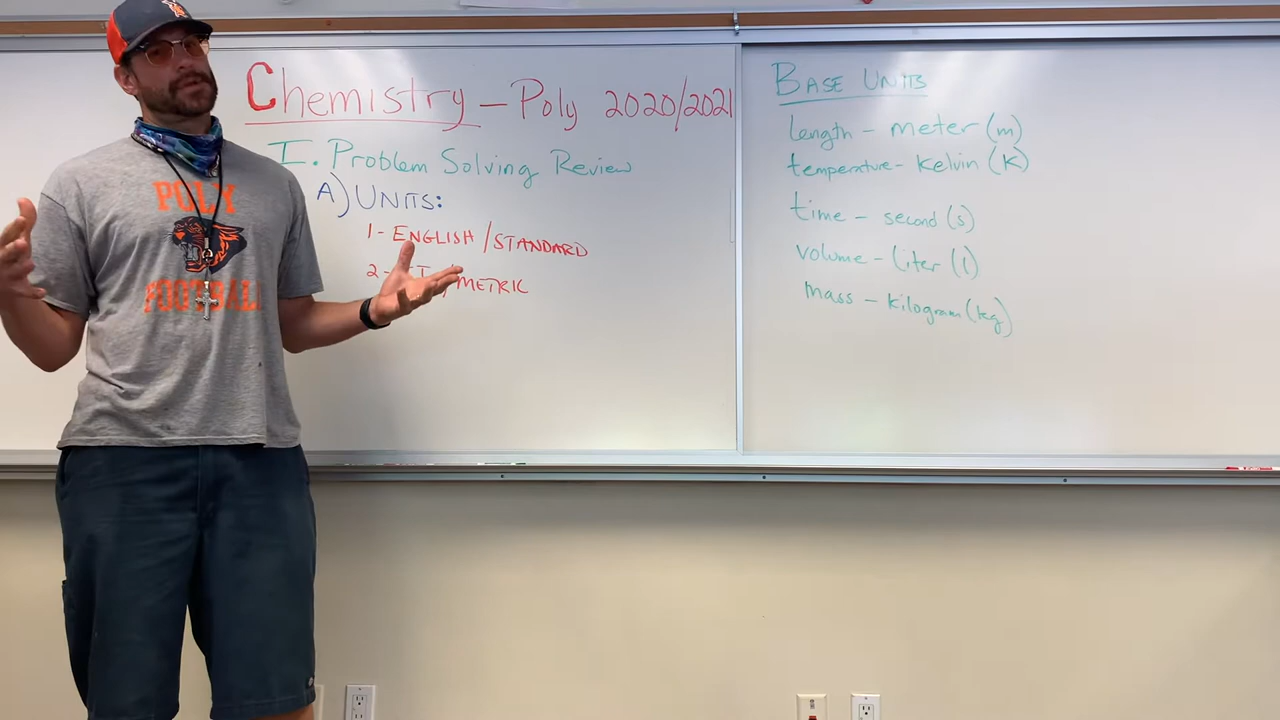 Chemistry - Poly 2020/2021
I. Problem Solving Review
A) UNITS:
1- ENGLISH / STANDARD
2- / METRIC
BASE UNITS
length - meter (m)
temperature - Kelvin (K)
time - second (s)
volume - liter (l)
mass - kilogram (kg)
POLY
FOOTBALL